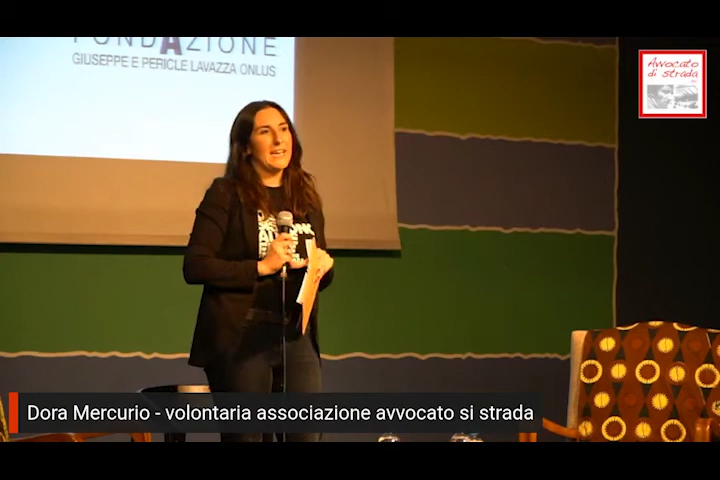 FONDAZIONE
GIUSEPPE E PERICLE LAVAZZA ONLUS
Avvocato
di strada
Dora Mercurio - volontaria associazione avvocato si strada